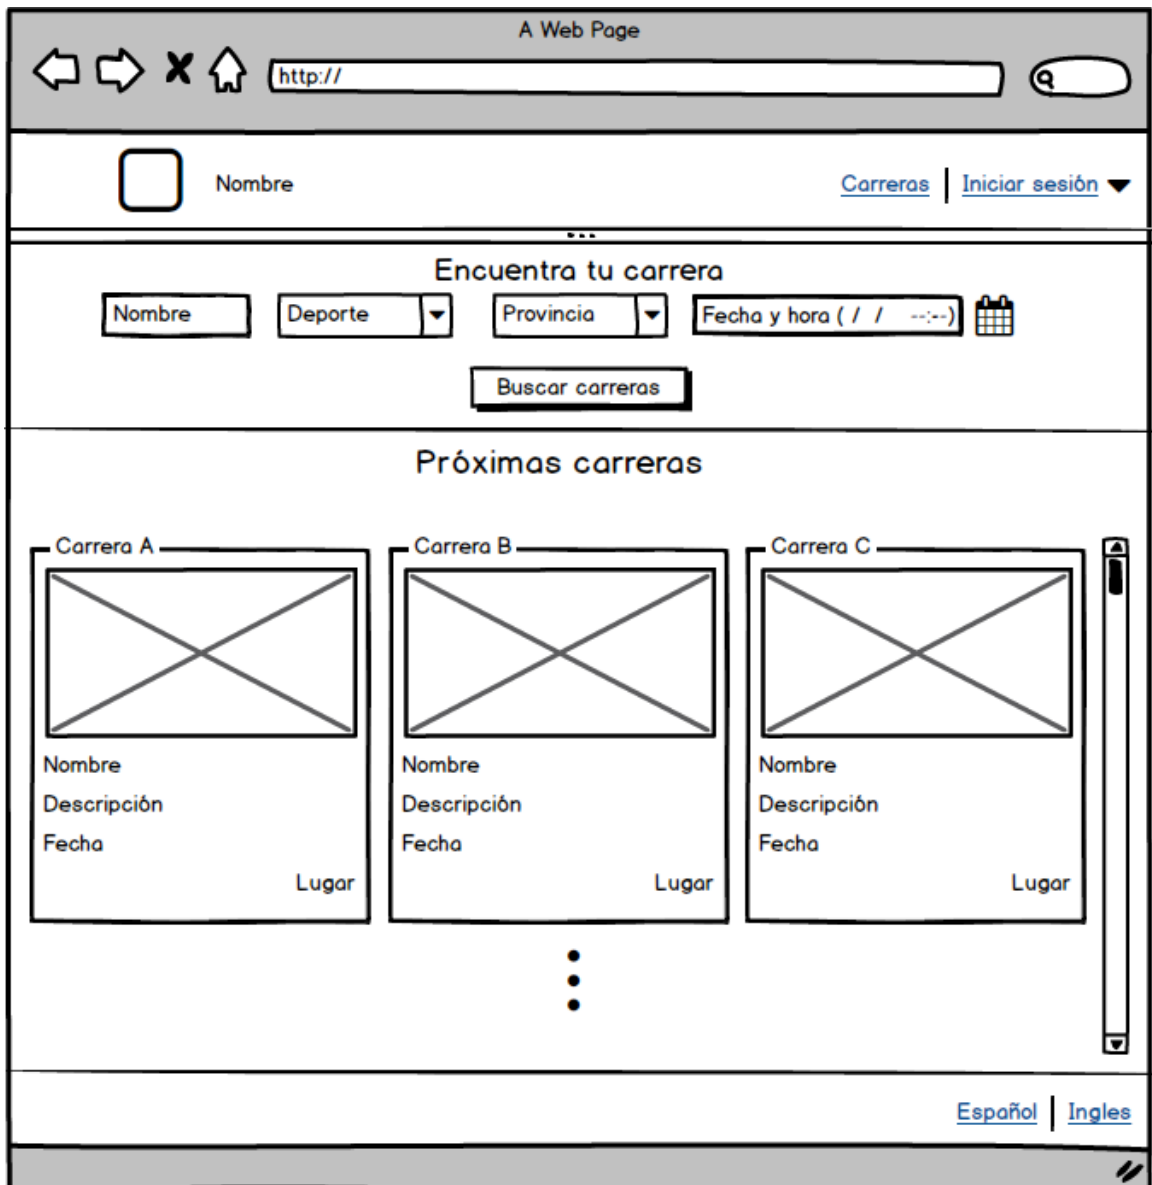 A Web Page
http://
Nombre Carreras Iniciar sesión
Encuentra tu carrera
Nombre Deporte Provincia Fecha y hora ( / / --:--)
Buscar carreras
Próximas carreras
Carrera A Carrera B Carrera C
Nombre Nombre Nombre
Descripción Descripción Descripción
Fecha Fecha Fecha
Lugar Lugar Lugar
Español Ingles